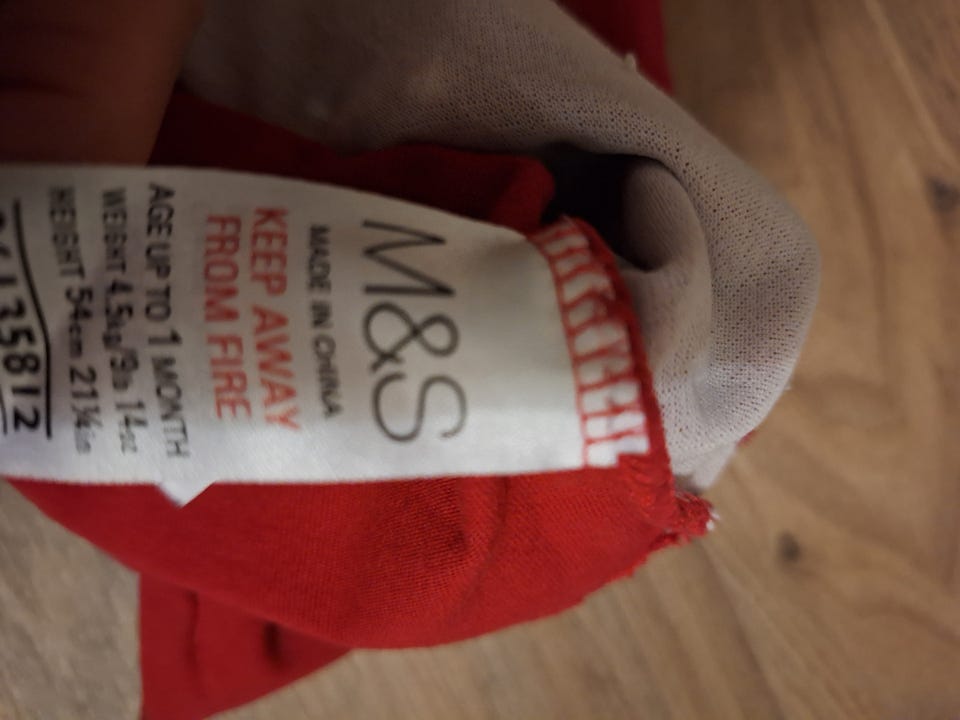 M&S
MADE IN CHINA
KEEP AWAY
FROM FIRE
AGE UP TO 1 MONTH
WEIGHT 4.5kg/9lb 14oz
HEIGHT 54cm 21¼in